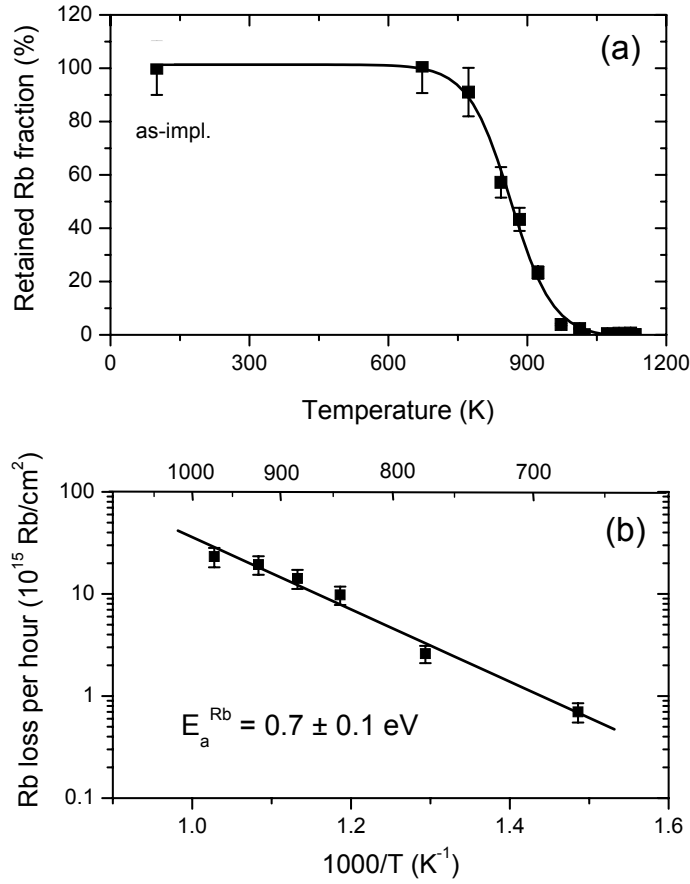 (a)
Retained Rb fraction (%)
120
100
80
60
40
20
0
as-impl.
0 300 600 900 1200
Temperature (K)
1000 900 800 700
(b)
Rb loss per hour (10¹⁵ Rb/cm²)
100
10
1
0.1
Eₐᴿᵇ = 0.7 ± 0.1 eV
1.0 1.2 1.4 1.6
1000/T (K⁻¹)